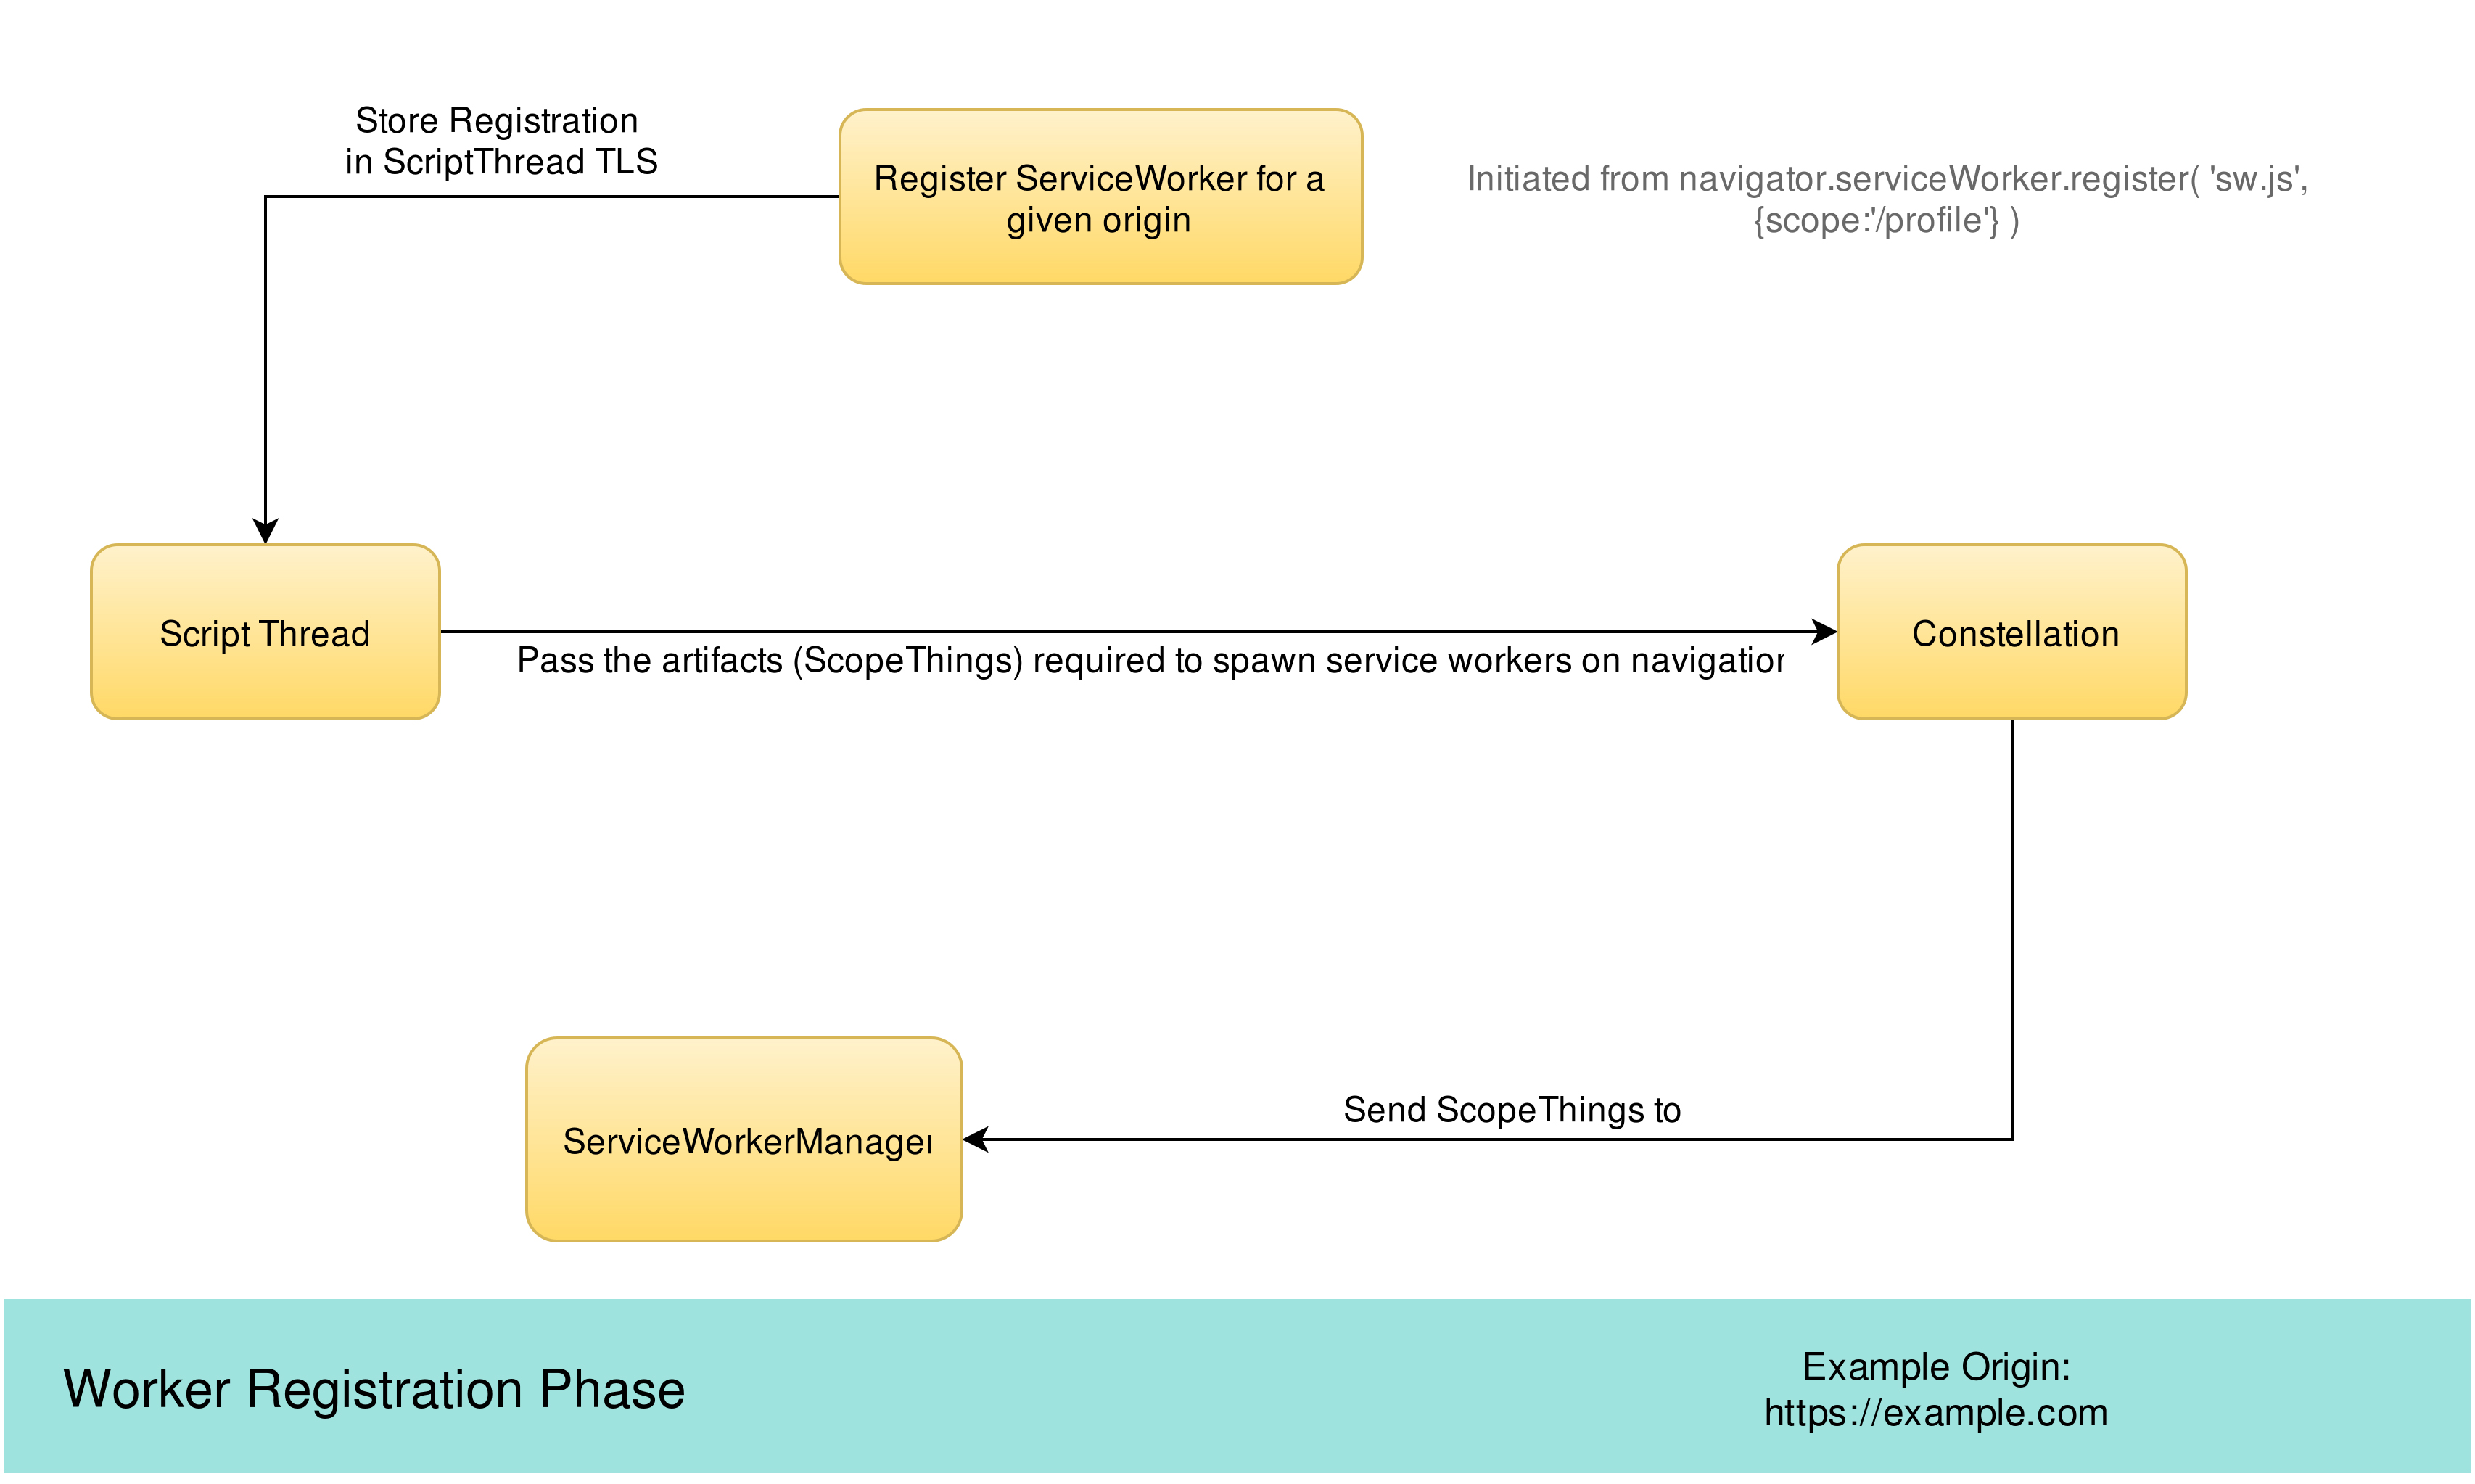 Store Registration
in ScriptThread TLS
Register ServiceWorker for a
given origin
Initiated from navigator.serviceWorker.register( 'sw.js',
{scope:'/profile'} )
Script Thread
Constellation
Pass the artifacts (ScopeThings) required to spawn service workers on navigation
Send ScopeThings to
ServiceWorkerManager
Worker Registration Phase
Example Origin:
https://example.com